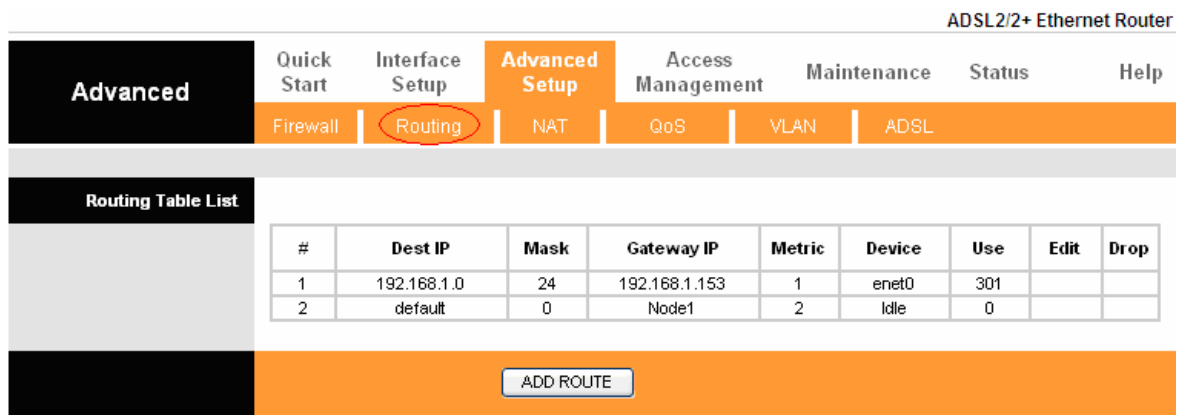 ADSL2/2+ Ethernet Router
Advanced
Quick Start
Interface Setup
Advanced Setup
Access Management
Maintenance
Status
Help
Firewall
Routing
NAT
QoS
VLAN
ADSL
Routing Table List
# Dest IP Mask Gateway IP Metric Device Use Edit Drop
1 192.168.1.0 24 192.168.1.153 1 enet0 301
2 default 0 Node1 2 Idle 0
ADD ROUTE